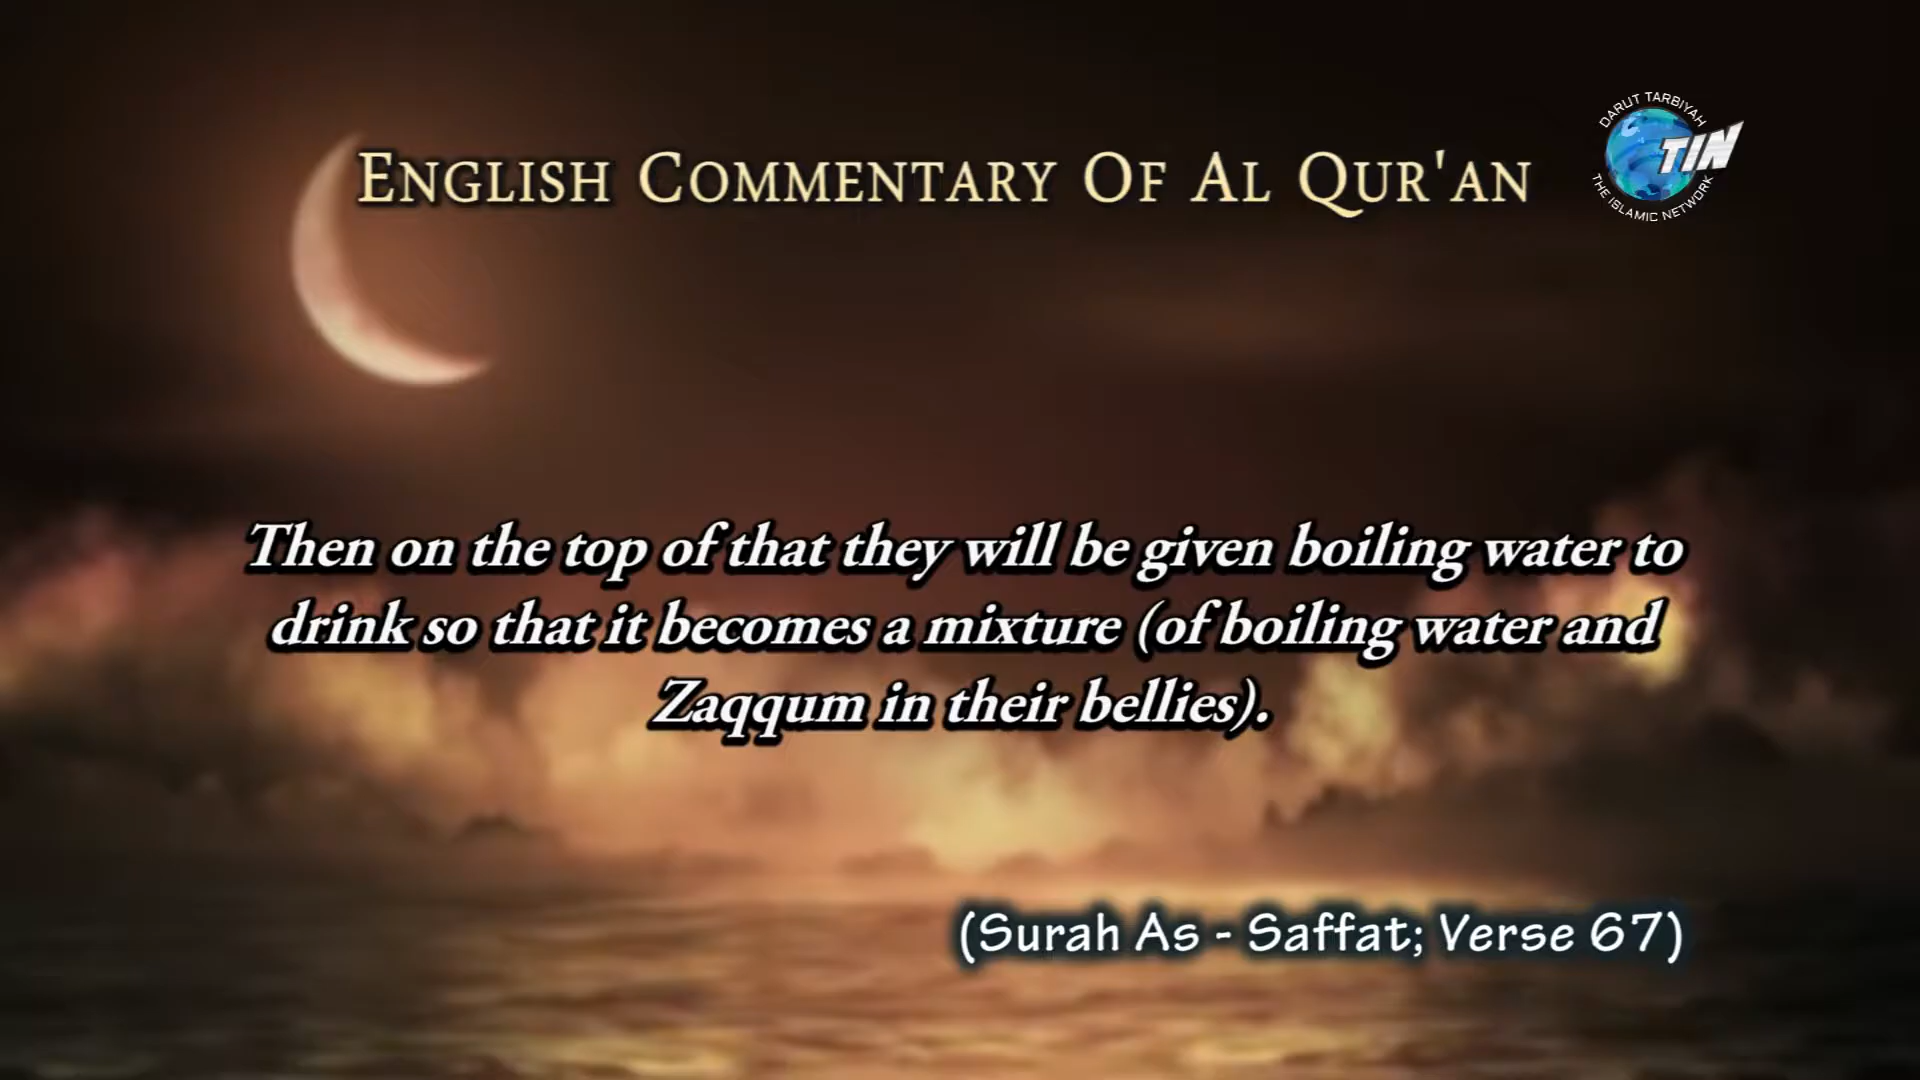 ENGLISH COMMENTARY OF AL QUR'AN
DARUT TARBIYAH
TIN
THE ISLAMIC NETWORK
Then on the top of that they will be given boiling water to
drink so that it becomes a mixture (of boiling water and
Zaqqum in their bellies).
(Surah As - Saffat; Verse 67)